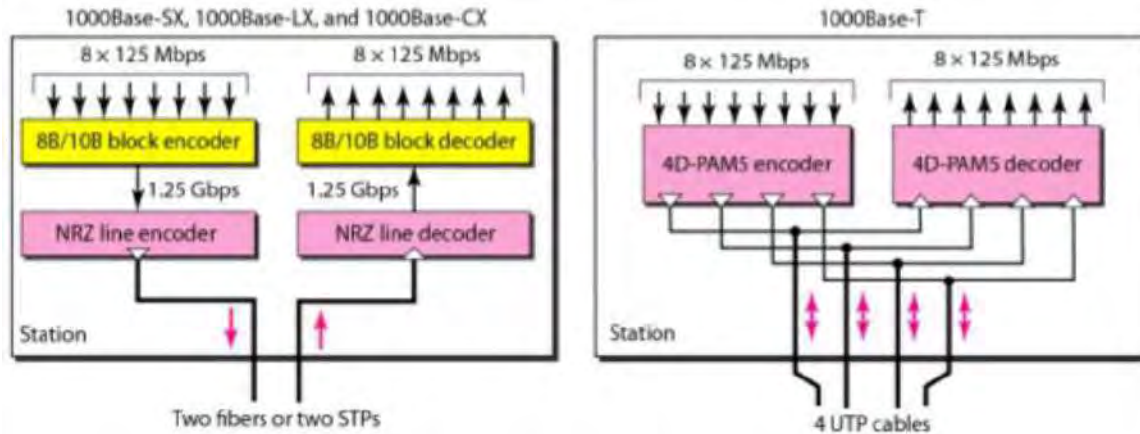 1000Base-SX, 1000Base-LX, and 1000Base-CX
8 × 125 Mbps
8 × 125 Mbps
8B/10B block encoder
8B/10B block decoder
1.25 Gbps
1.25 Gbps
NRZ line encoder
NRZ line decoder
Station
Two fibers or two STPs
1000Base-T
8 × 125 Mbps
8 × 125 Mbps
4D-PAM5 encoder
4D-PAM5 decoder
Station
4 UTP cables